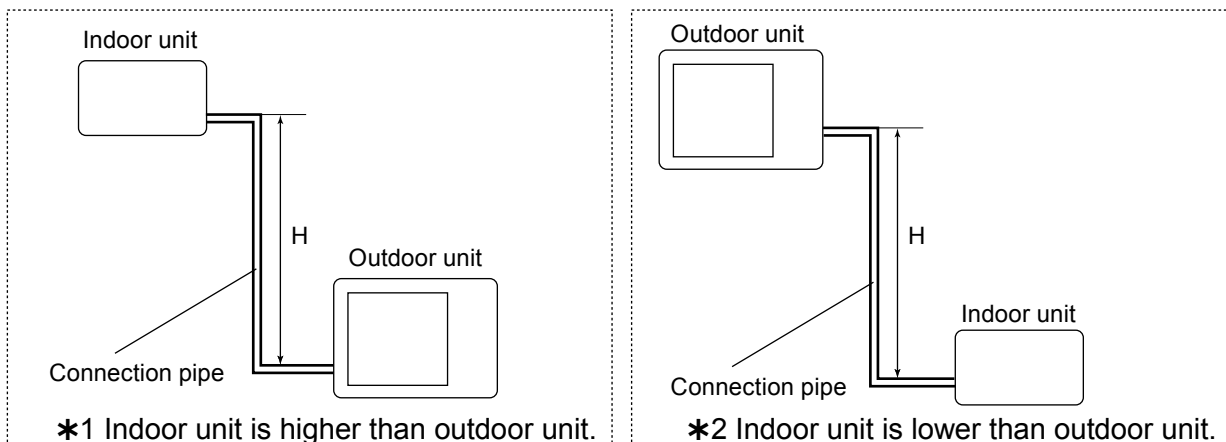 Indoor unit
H
Outdoor unit
Connection pipe
✱1 Indoor unit is higher than outdoor unit.
Outdoor unit
H
Indoor unit
Connection pipe
✱2 Indoor unit is lower than outdoor unit.